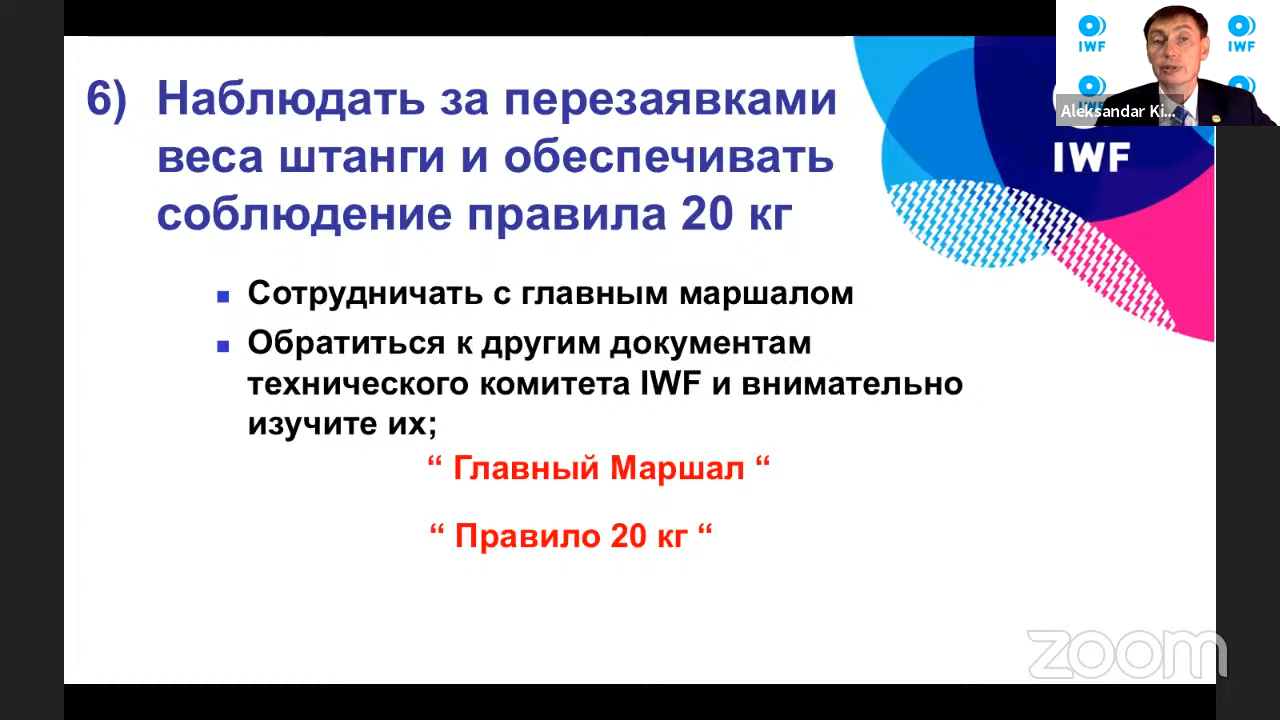 6) Наблюдать за перезаявками
веса штанги и обеспечивать
соблюдение правила 20 кг
Сотрудничать с главным маршалом
Обратиться к другим документам
технического комитета IWF и внимательно
изучите их;
“ Главный Маршал “
“ Правило 20 кг “
IWF
IWF
IWF
Aleksandar Ki...
IWF
zoom